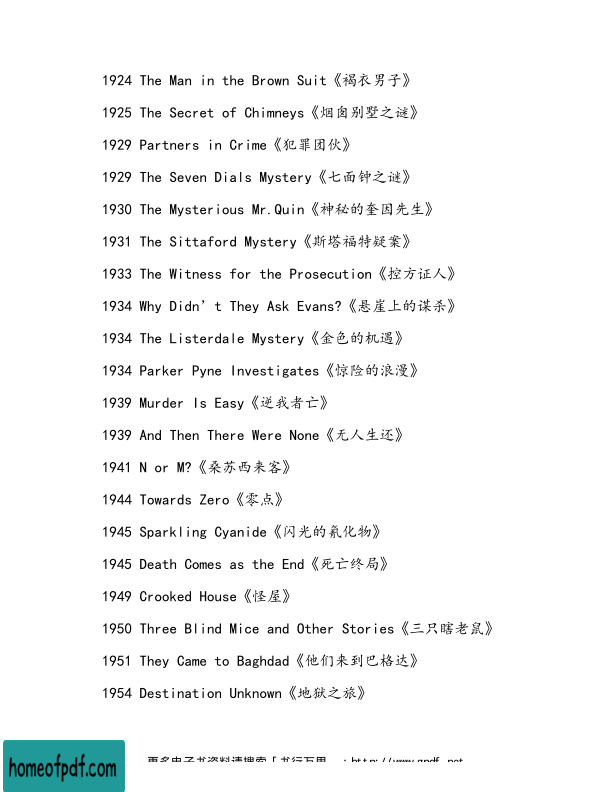 1924 The Man in the Brown Suit《褐衣男子》
1925 The Secret of Chimneys《烟囱别墅之谜》
1929 Partners in Crime《犯罪团伙》
1929 The Seven Dials Mystery《七面钟之谜》
1930 The Mysterious Mr.Quin《神秘的奎因先生》
1931 The Sittaford Mystery《斯塔福特疑案》
1933 The Witness for the Prosecution《控方证人》
1934 Why Didn’t They Ask Evans?《悬崖上的谋杀》
1934 The Listerdale Mystery《金色的机遇》
1934 Parker Pyne Investigates《惊险的浪漫》
1939 Murder Is Easy《逆我者亡》
1939 And Then There Were None《无人生还》
1941 N or M?《桑苏西来客》
1944 Towards Zero《零点》
1945 Sparkling Cyanide《闪光的氰化物》
1945 Death Comes as the End《死亡终局》
1949 Crooked House《怪屋》
1950 Three Blind Mice and Other Stories《三只瞎老鼠》
1951 They Came to Baghdad《他们来到巴格达》
1954 Destination Unknown《地狱之旅》
更多电子书资料请搜索「书行万里
homeofpdf.com